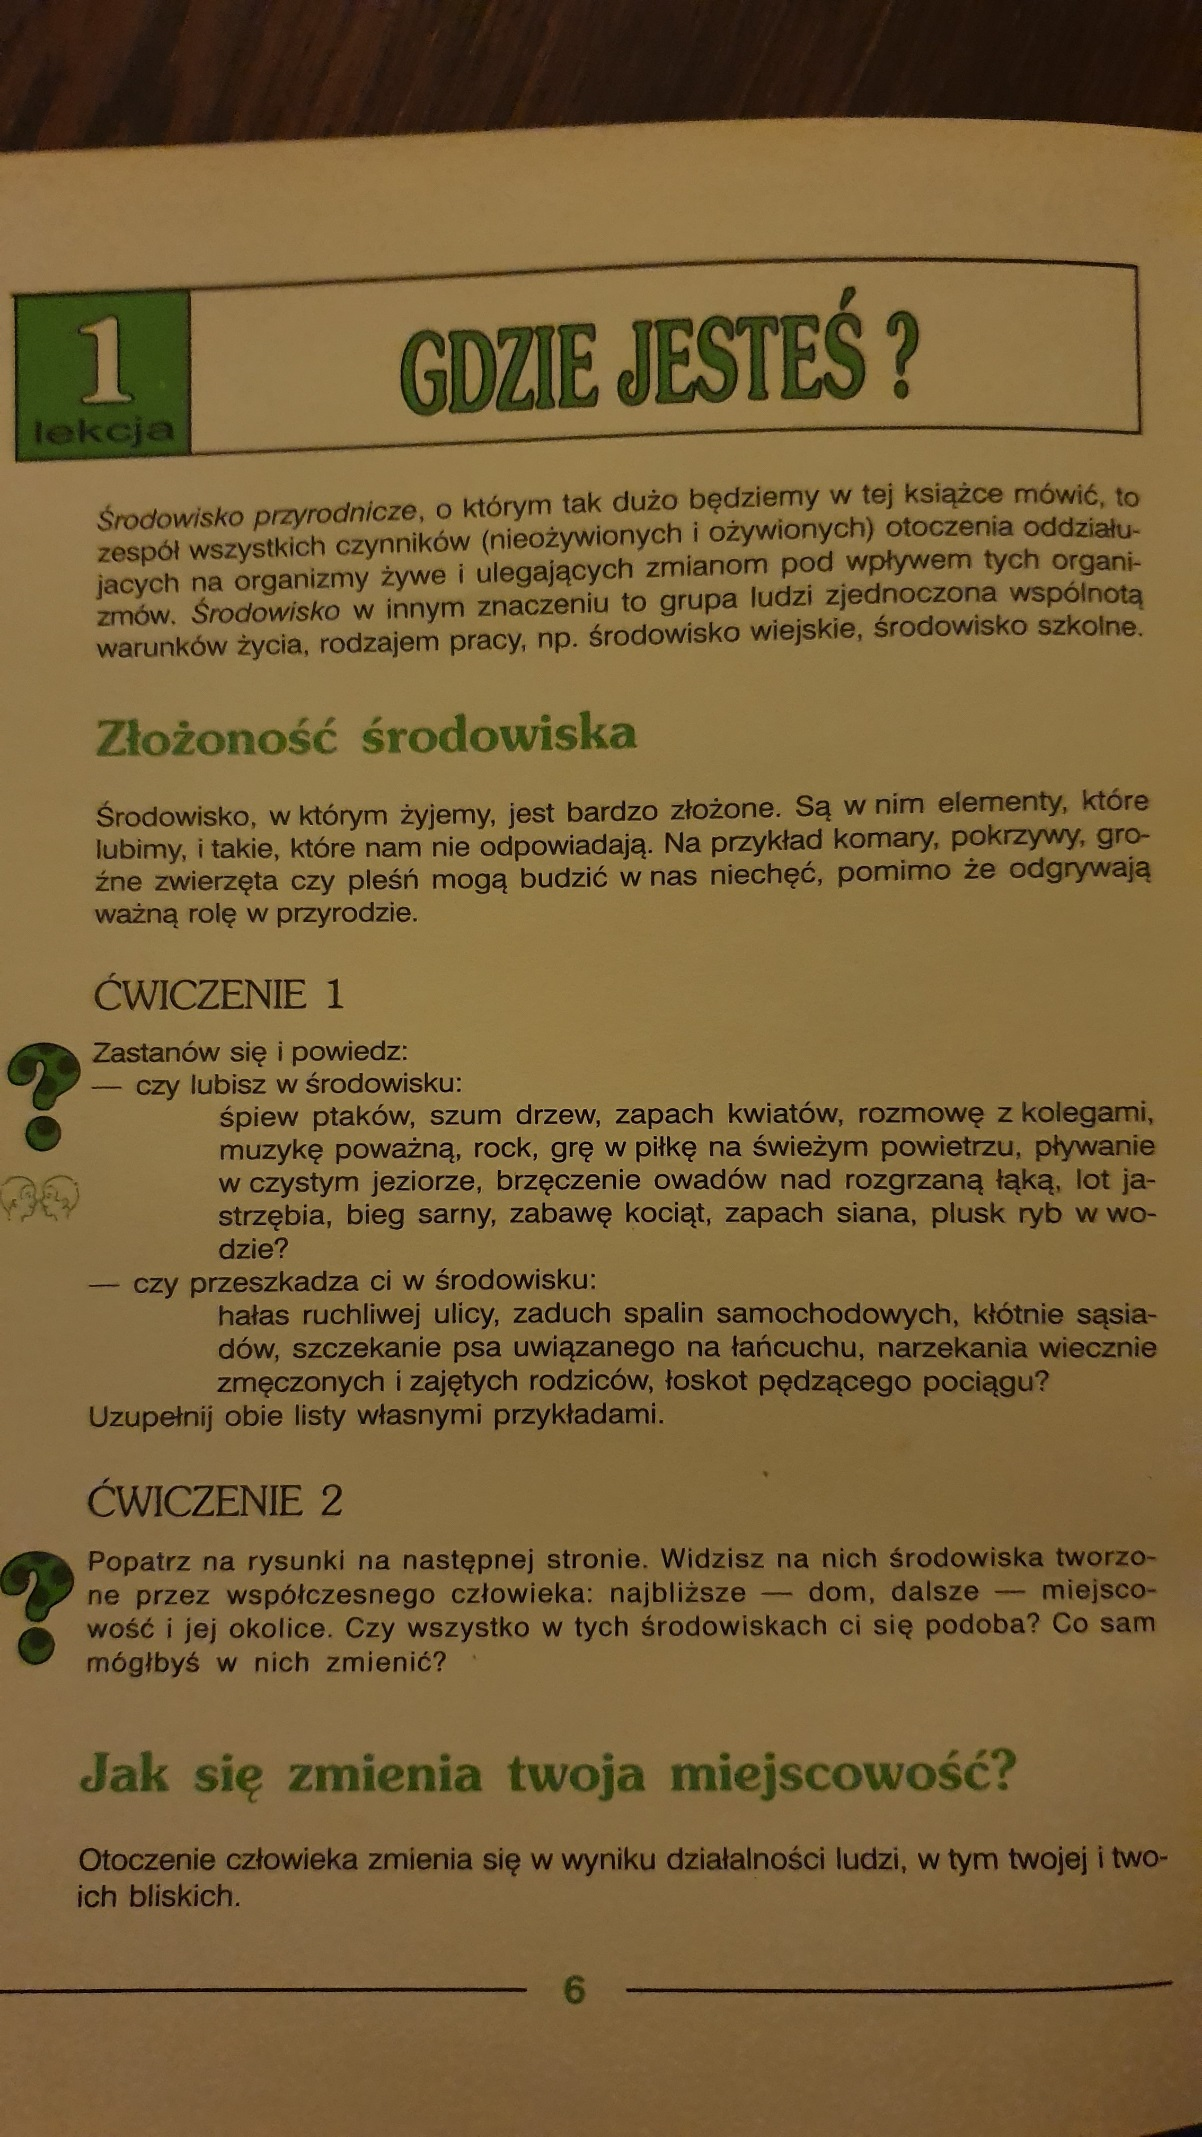 1
lekcja
GDZIE JESTEŚ ?
Środowisko przyrodnicze, o którym tak dużo będziemy w tej książce mówić, to
zespół wszystkich czynników (nieożywionych i ożywionych) otoczenia oddziału-
jacych na organizmy żywe i ulegających zmianom pod wpływem tych organi-
zmów. Środowisko w innym znaczeniu to grupa ludzi zjednoczona wspólnotą
warunków życia, rodzajem pracy, np. środowisko wiejskie, środowisko szkolne.
Złożoność środowiska
Środowisko, w którym żyjemy, jest bardzo złożone. Są w nim elementy, które
lubimy, i takie, które nam nie odpowiadają. Na przykład komary, pokrzywy, gro-
źne zwierzęta czy pleśń mogą budzić w nas niechęć, pomimo że odgrywają
ważną rolę w przyrodzie.
ĆWICZENIE 1
Zastanów się i powiedz:
— czy lubisz w środowisku:
śpiew ptaków, szum drzew, zapach kwiatów, rozmowę z kolegami,
muzykę poważną, rock, grę w piłkę na świeżym powietrzu, pływanie
w czystym jeziorze, brzęczenie owadów nad rozgrzaną łąką, lot ja-
strzębia, bieg sarny, zabawę kociąt, zapach siana, plusk ryb w wo-
dzie?
— czy przeszkadza ci w środowisku:
hałas ruchliwej ulicy, zaduch spalin samochodowych, kłótnie sąsia-
dów, szczekanie psa uwiązanego na łańcuchu, narzekania wiecznie
zmęczonych i zajętych rodziców, łoskot pędzącego pociągu?
Uzupełnij obie listy własnymi przykładami.
ĆWICZENIE 2
Popatrz na rysunki na następnej stronie. Widzisz na nich środowiska tworzo-
ne przez współczesnego człowieka: najbliższe — dom, dalsze — miejsco-
wość i jej okolice. Czy wszystko w tych środowiskach ci się podoba? Co sam
mógłbyś w nich zmienić?
Jak się zmienia twoja miejscowość?
Otoczenie człowieka zmienia się w wyniku działalności ludzi, w tym twojej i two-
ich bliskich.
6